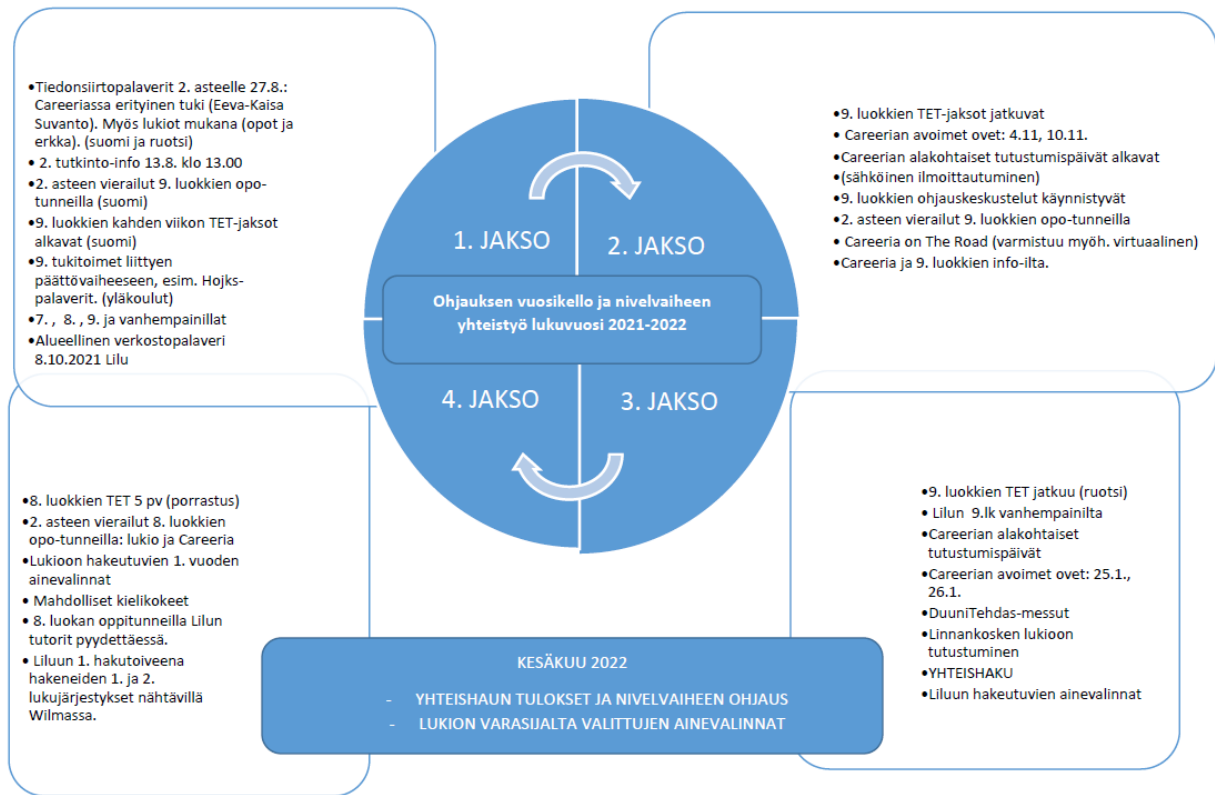 •Tiedonsiirtopalaverit 2. asteelle 27.8.:
Careeriassa erityinen tuki (Eeva-Kaisa
Suvanto). Myös lukiot mukana (opot ja
erkka). (suomi ja ruotsi)
• 2. tutkinto-info 13.8. klo 13.00
•2. asteen vierailut 9. luokkien opo-
tunneilla (suomi)
•9. luokkien kahden viikon TET-jaksot
alkavat (suomi)
•9. tukitoimet liittyen
päättövaiheeseen, esim. Hojks-
palaverit. (yläkoulut)
•7. , 8. , 9. ja vanhempainillat
•Alueellinen verkostopalaveri
8.10.2021 Lilu
1. JAKSO
2. JAKSO
•9. luokkien TET-jaksot jatkuvat
• Careerian avoimet ovet: 4.11, 10.11.
•Careerian alakohtaiset tutustumispäivät alkavat
•(sähköinen ilmoittautuminen)
•9. luokkien ohjauskeskustelut käynnistyvät
•2. asteen vierailut 9. luokkien opo-tunneilla
• Careeria on The Road (varmistuu myöh. virtuaalinen)
•Careeria ja 9. luokkien info-ilta.
Ohjauksen vuosikello ja nivelvaiheen
yhteistyö lukuvuosi 2021-2022
4. JAKSO
3. JAKSO
•8. luokkien TET 5 pv (porrastus)
•2. asteen vierailut 8. luokkien
opo-tunneilla: lukio ja Careeria
•Lukioon hakeutuvien 1. vuoden
ainevalinnat
• Mahdolliset kielikokeet
• 8. luokan oppitunneilla Lilun
tutorit pyydettäessä.
• Liluun 1. hakutoiveena
hakeneiden 1. ja 2.
lukujärjestykset nähtävillä
Wilmassa.
•9. luokkien TET jatkuu (ruotsi)
• Lilun 9.lk vanhempainilta
•Careerian alakohtaiset
tutustumispäivät
•Careerian avoimet ovet: 25.1.,
26.1.
•DuuniTehdas-messut
•Linnankosken lukioon
tutustuminen
•YHTEISHAKU
•Liluun hakeutuvien ainevalinnat
KESÄKUU 2022
- YHTEISHAUN TULOKSET JA NIVELVAIHEEN OHJAUS
- LUKION VARASIJALTA VALITTUJEN AINEVALINNAT